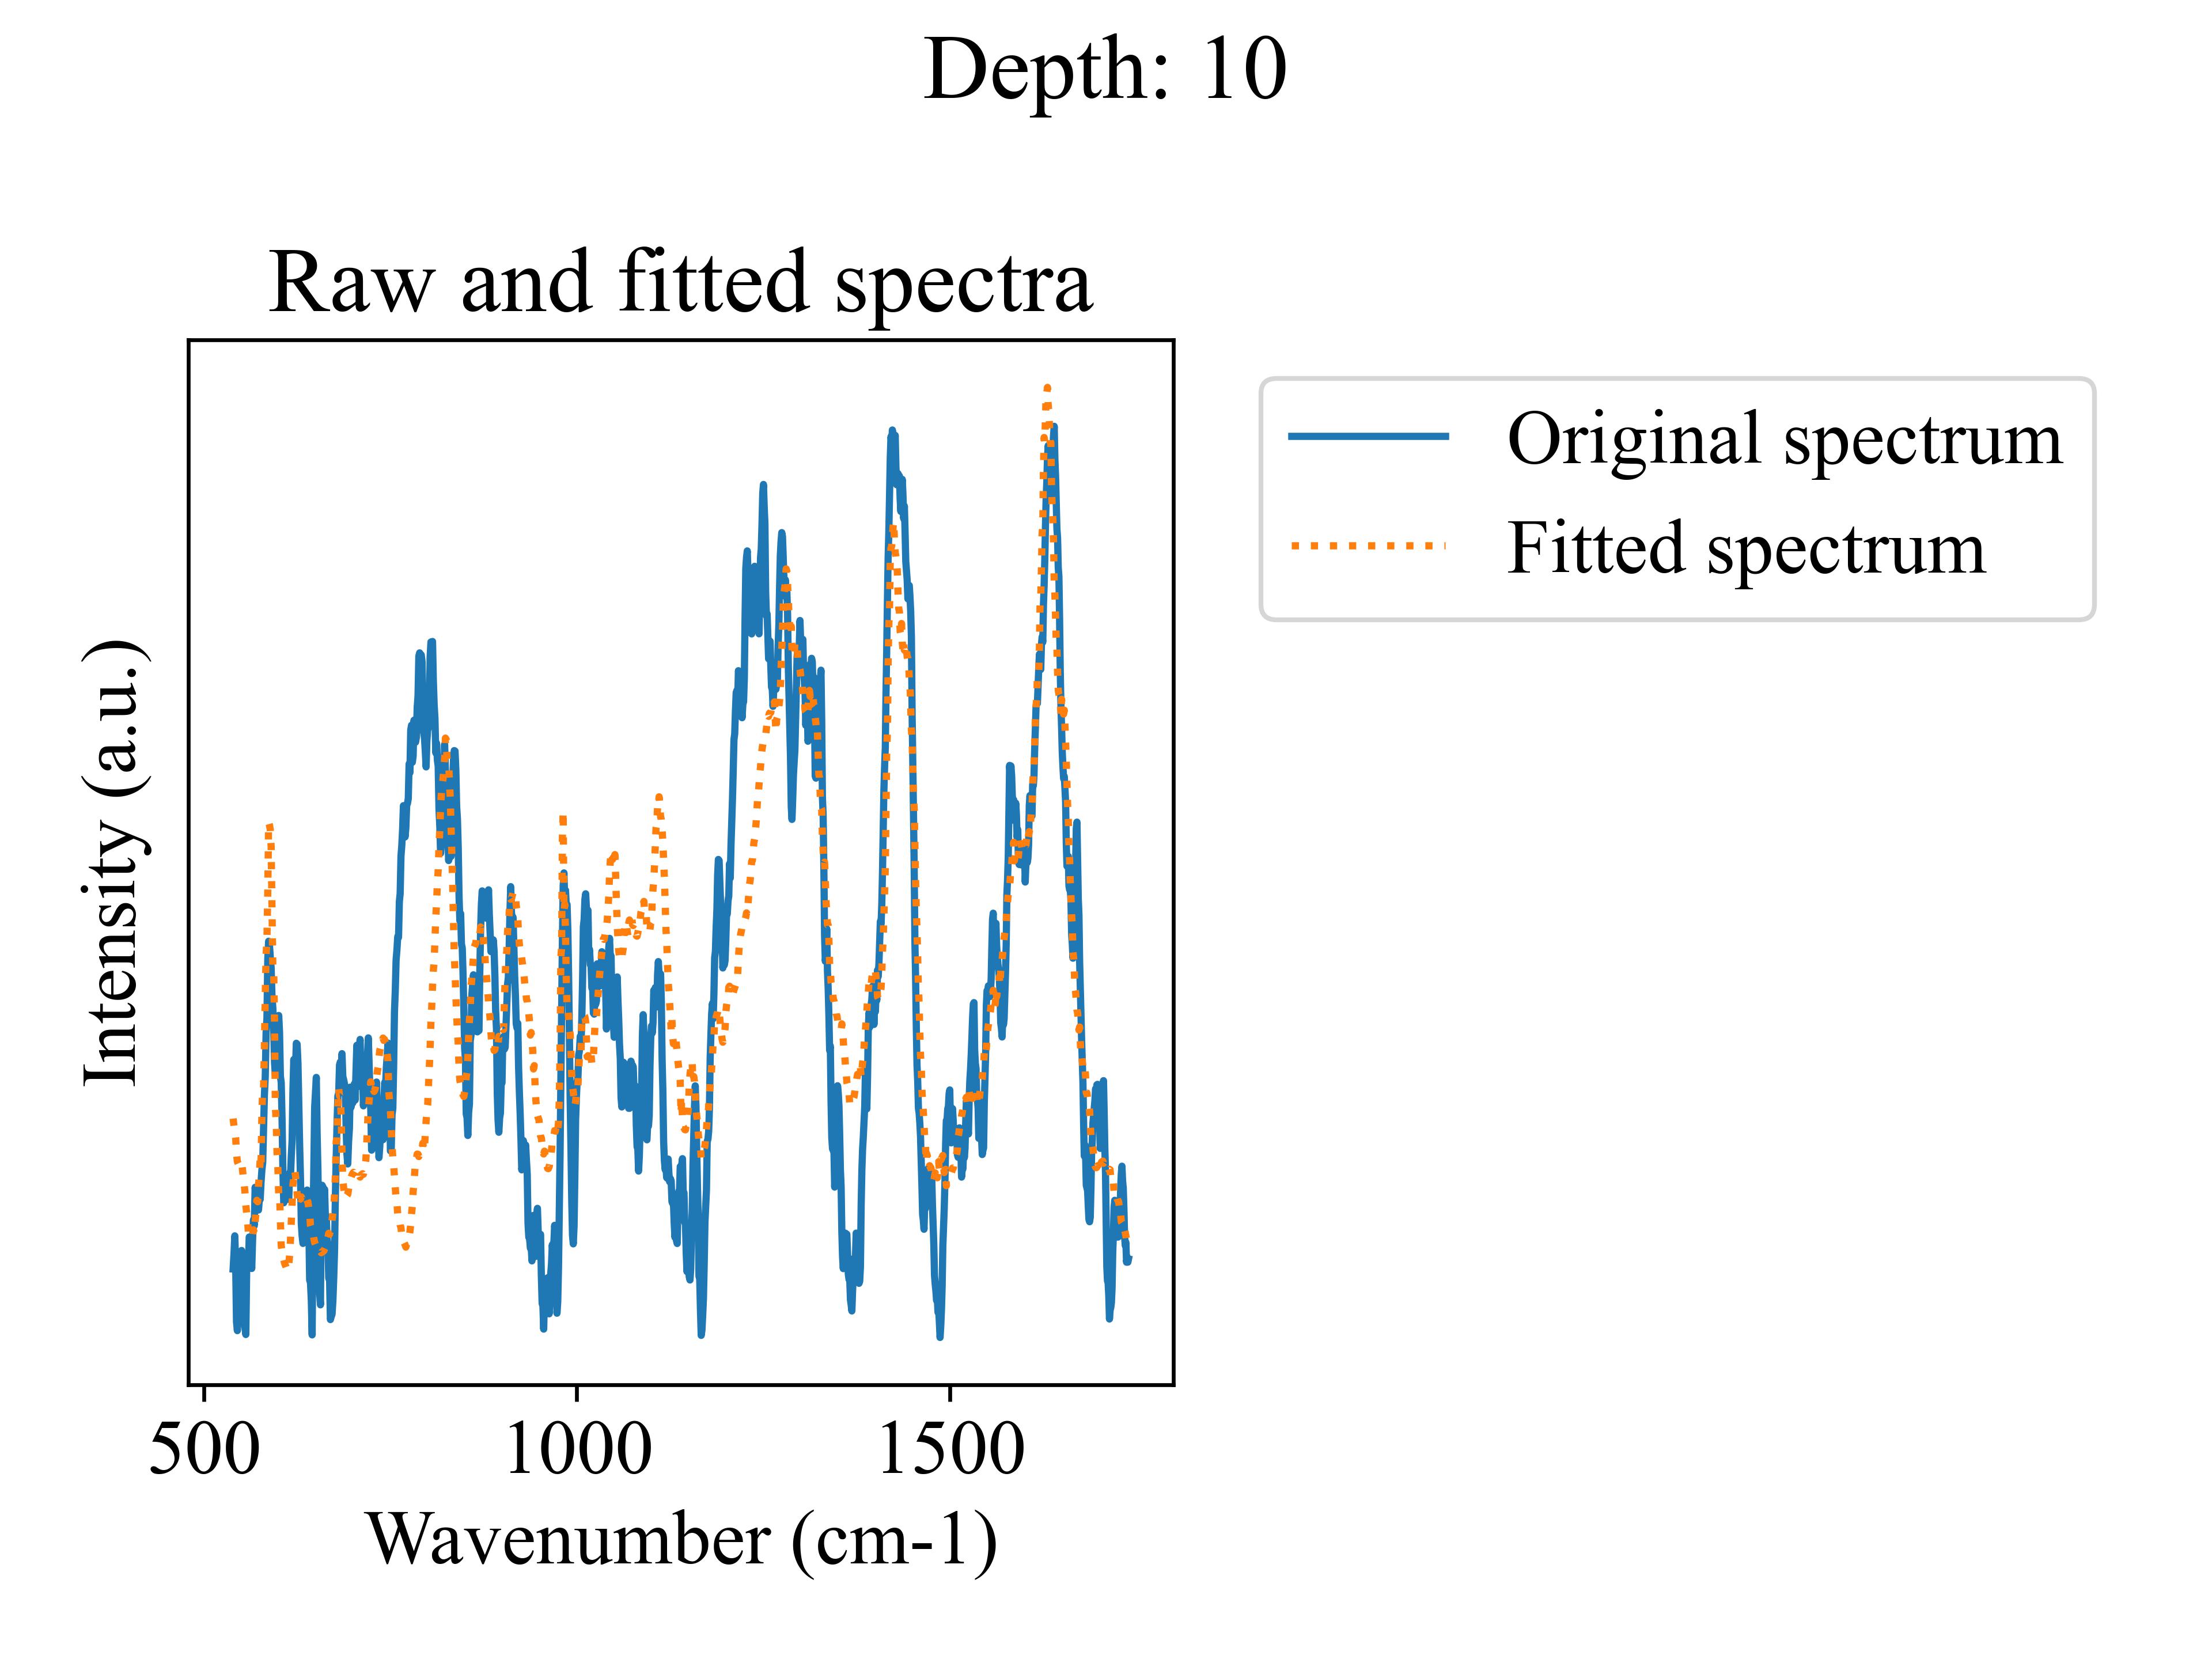 Depth: 10
Raw and fitted spectra
Original spectrum
Fitted spectrum
Intensity (a.u.)
500 1000 1500
Wavenumber (cm-1)